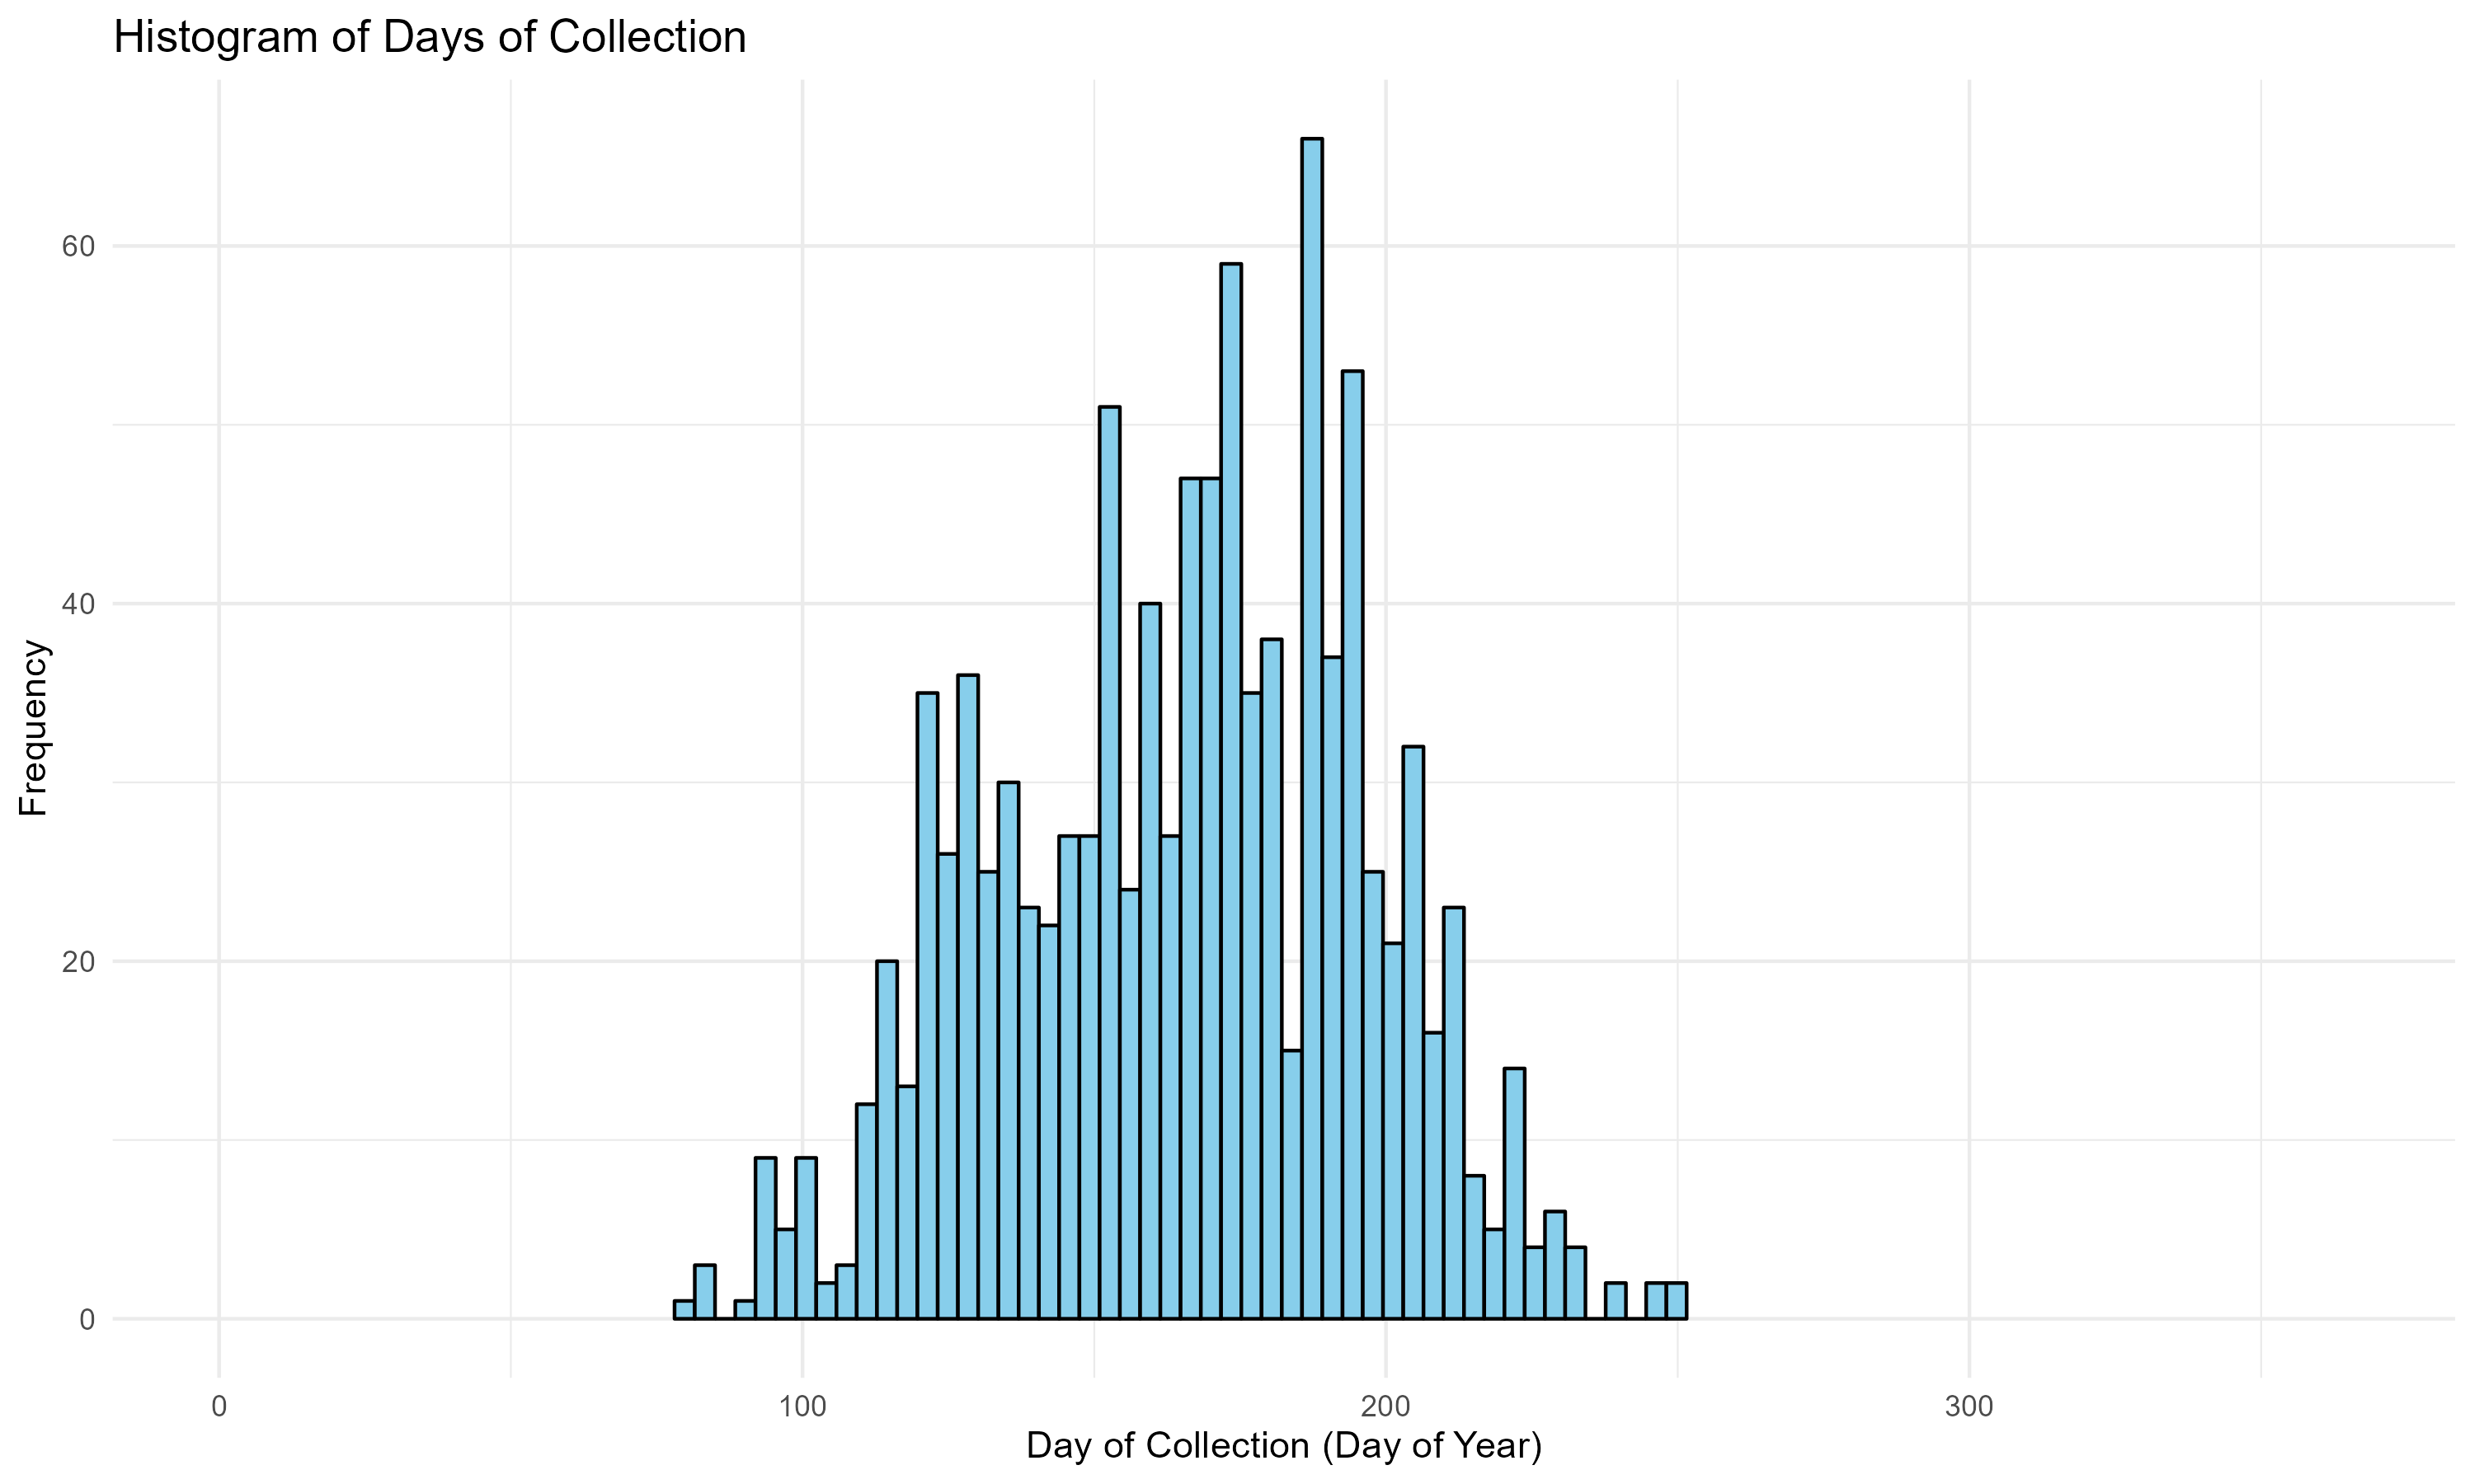 Histogram of Days of Collection
60
40
20
0
Frequency
0 100 200 300
Day of Collection (Day of Year)